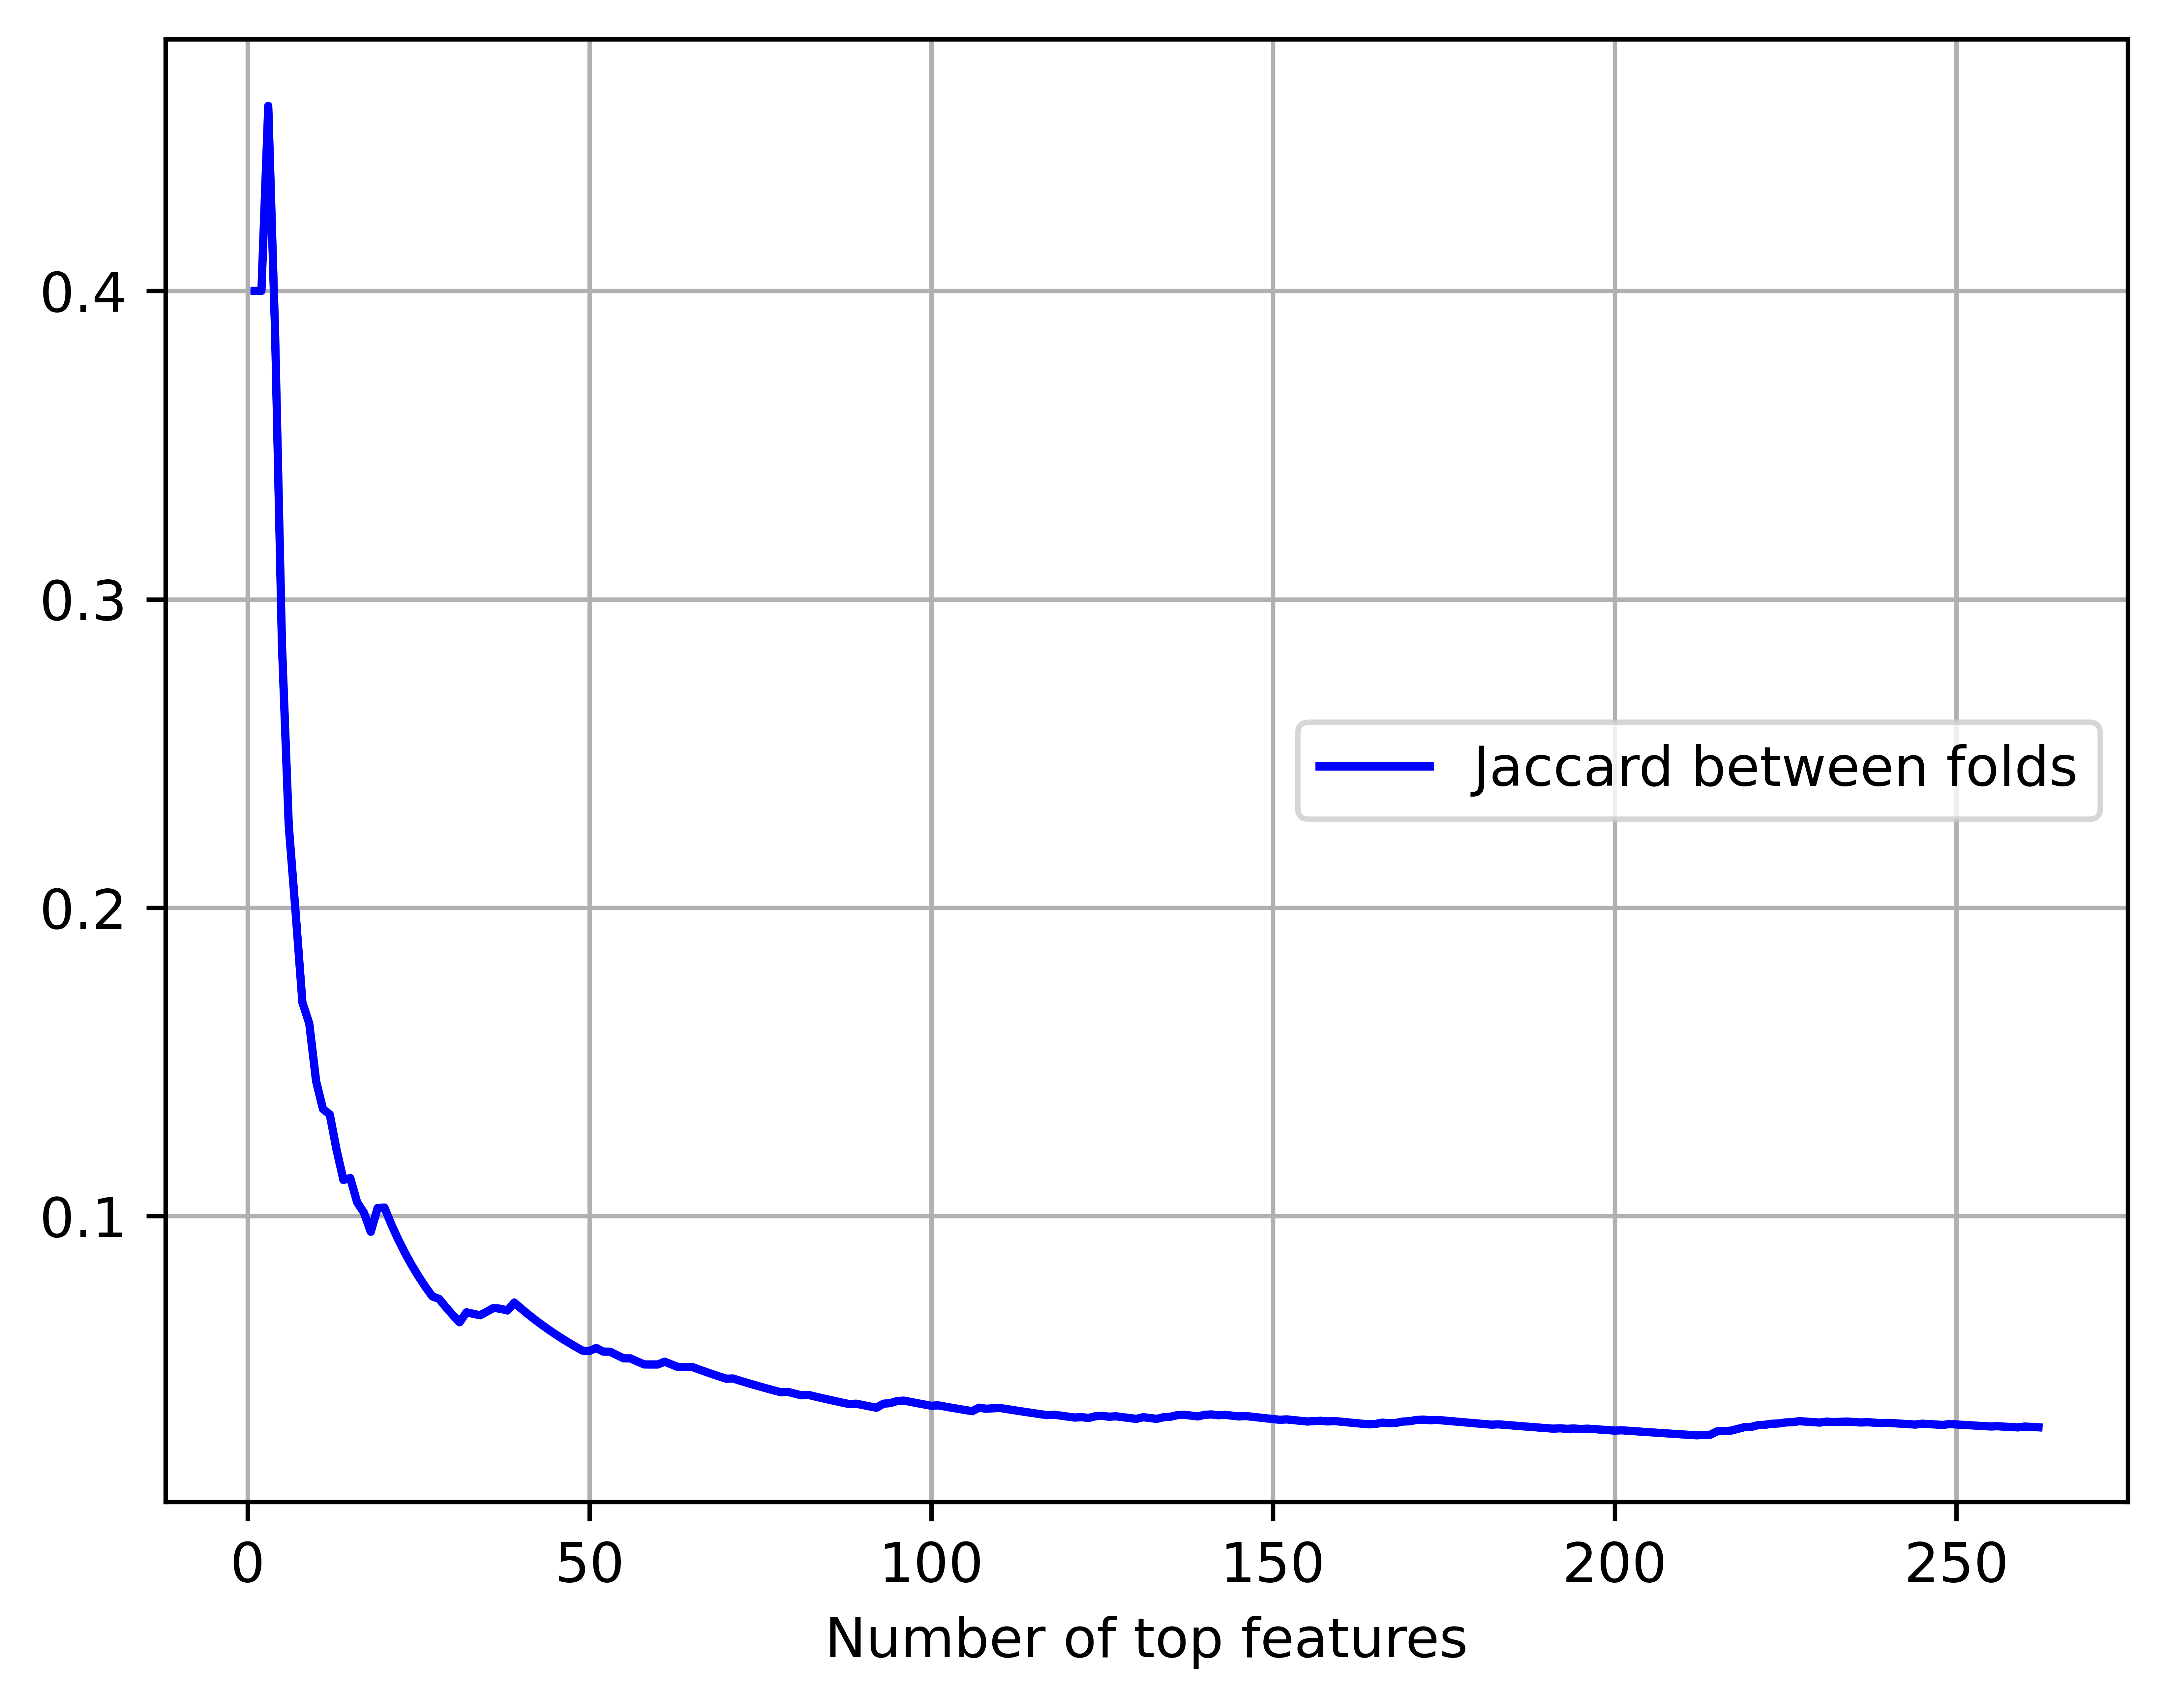 0.4
0.3
0.2
0.1
Jaccard between folds
0 50 100 150 200 250
Number of top features